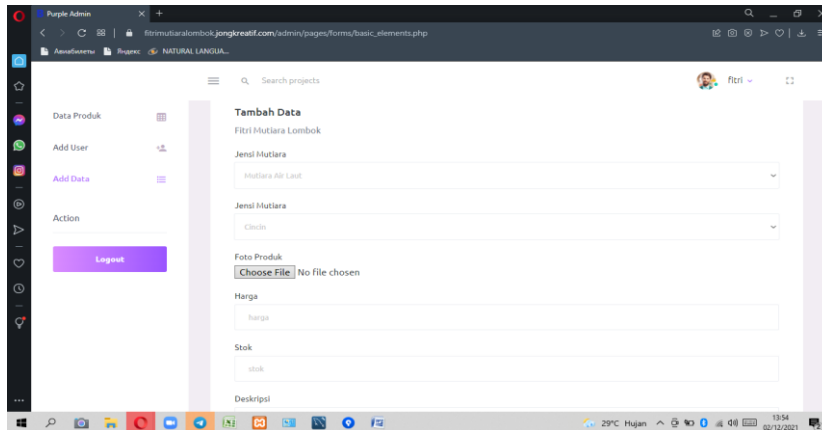 Purple Admin
fitrimutiaralombok.jongkreatif.com/admin/pages/forms/basic_elements.php
Авиабилеты Яндекс NATURAL LANGUA...
Search projects
fitri
Data Produk
Add User
Add Data
Action
Logout
Tambah Data
Fitri Mutiara Lombok
Jensi Mutiara
Mutiara Air Laut
Jensi Mutiara
Cincin
Foto Produk
Choose File No file chosen
Harga
harga
Stok
stok
Deskripsi
29°C Hujan
13:54
02/12/2021